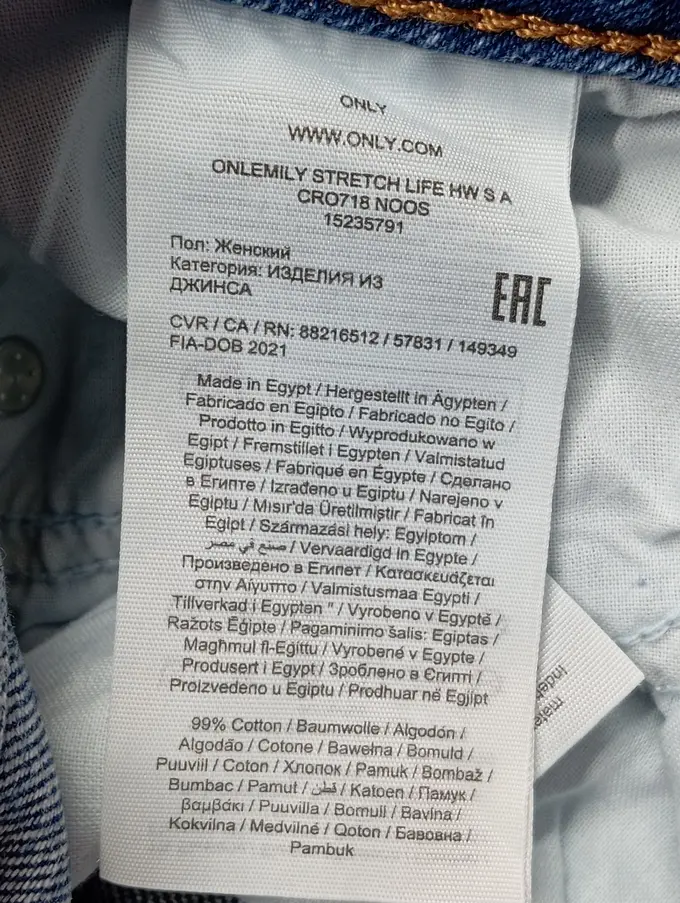 ONLY
WWW.ONLY.COM
ONLEMILY STRETCH LIFE HW S A
CRO718 NOOS
15235791
Пол: Женский
Категория: ИЗДЕЛИЯ ИЗ
ДЖИНСА
EAC
CVR / CA / RN: 88216512 / 57831 / 149349
FIA-DOB 2021
Made in Egypt / Hergestellt in Ägypten /
Fabricado en Egipto / Fabricado no Egito /
Prodotto in Egitto / Wyprodukowano w
Egipt / Fremstillet i Egypten / Valmistatud
Egiptuses / Fabriqué en Égypte / Сделано
в Египте / Izrađeno u Egiptu / Narejeno v
Egiptu / Mısır'da Üretilmiştir / Fabricat în
Egipt / Származási hely: Egyiptom /
صنع في مصر / Vervaardigd in Egypte /
Произведено в Египет / Κατασκευάζεται
στην Αίγυπτο / Valmistusmaa Egypti /
Tillverkad i Egypten " / Vyrobeno v Egyptě /
Ražots Ēģipte / Pagaminimo šalis: Egiptas /
Magħmul fl-Eġittu / Vyrobené v Egypte /
Produsert i Egypt / Зроблено в Єгипті /
Proizvedeno u Egiptu / Prodhuar në Egjipt
99% Cotton / Baumwolle / Algodón /
Algodão / Cotone / Bawełna / Bomuld /
Puuvill / Coton / Хлопок / Pamuk / Bombaž /
Bumbac / Pamut / قطن / Katoen / Памук /
βαμβάκι / Puuvilla / Bomull / Bavlna /
Kokvilna / Medvilnė / Qoton / Бавовна /
Pambuk